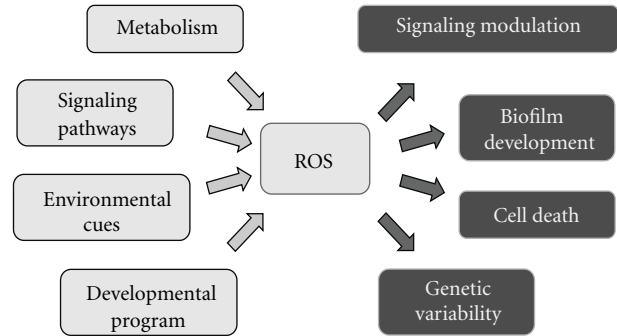 Metabolism
Signaling
pathways
Environmental
cues
Developmental
program
ROS
Signaling modulation
Biofilm
development
Cell death
Genetic
variability